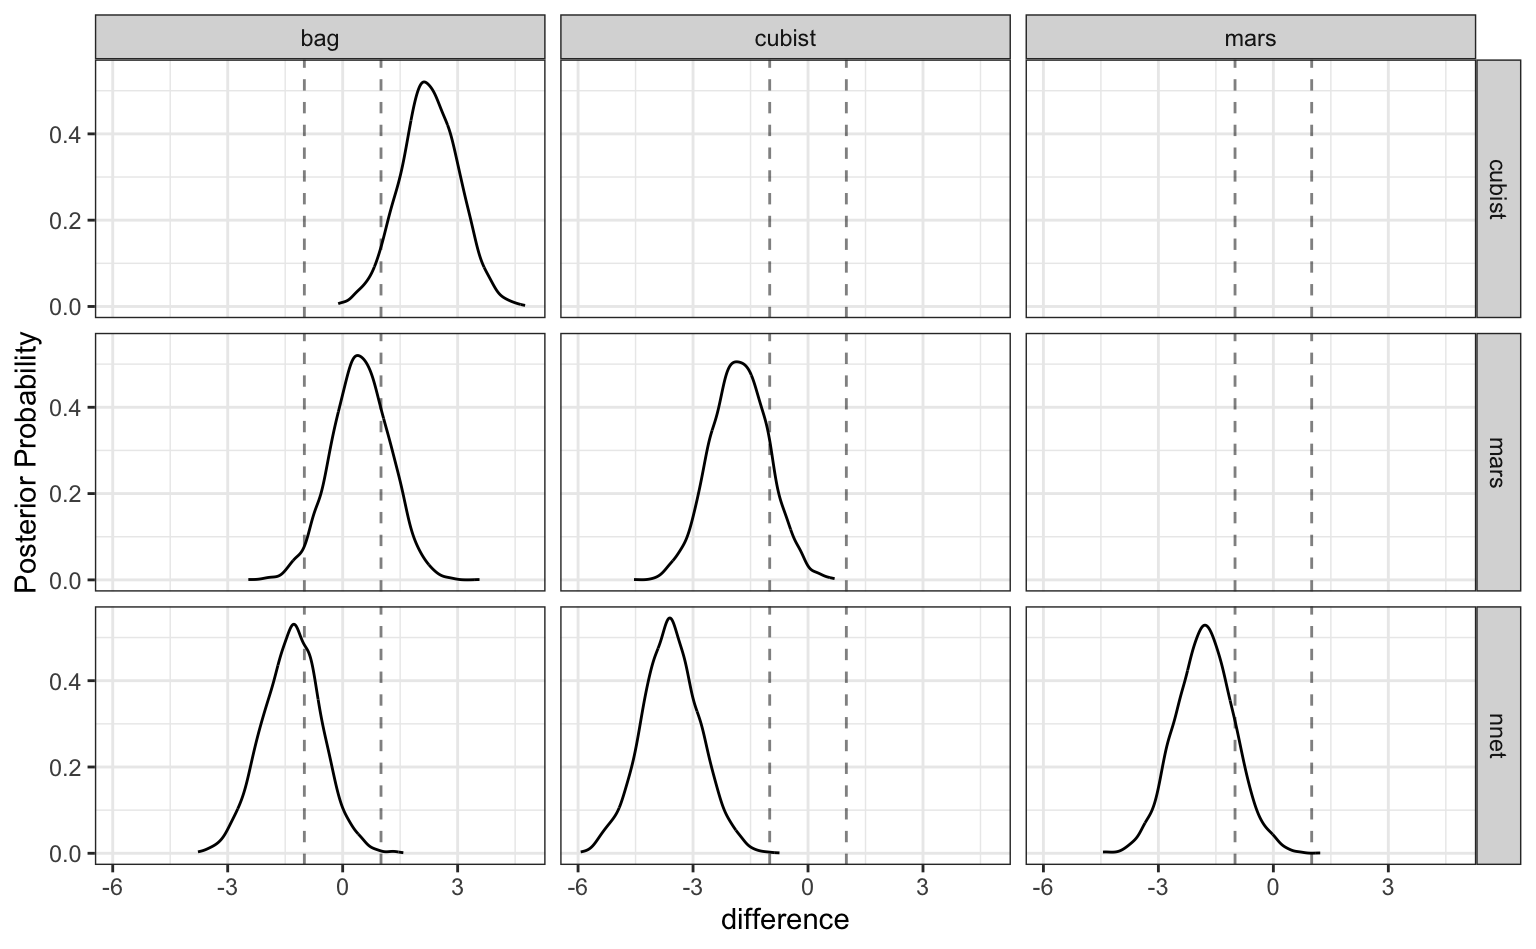 bag cubist mars
0.4
0.2
0.0
cubist
0.4
0.2
0.0
mars
0.4
0.2
0.0
nnet
-6 -3 0 3 -6 -3 0 3 -6 -3 0 3
difference
Posterior Probability